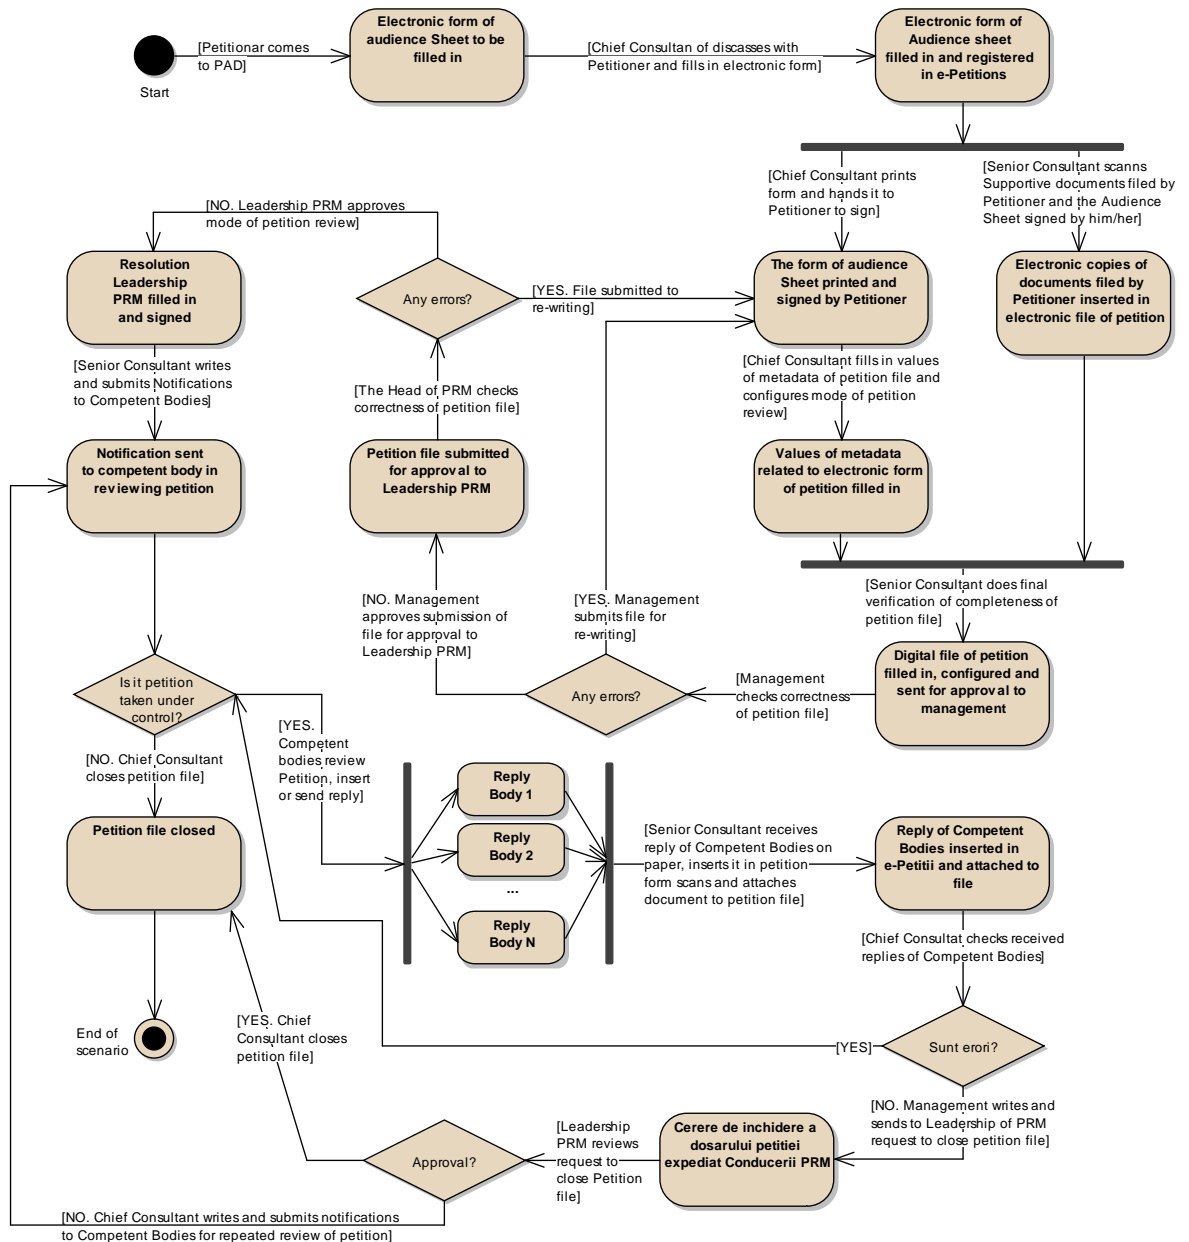 Electronic form of
audience Sheet to be
filled in
Electronic form of
Audience sheet
filled in and registered
in e-Petitions
[Petitionar comes
to PAD]
[Chief Consultan of discasses with
Petitioner and fills in electronic form]
Start
[Chief Consultant prints
form and hands it to
Petitioner to sign]
[Senior Consultant scanns
Supportive documents filed by
Petitioner and the Audience
Sheet signed by him/her]
[NO. Leadership PRM approves
mode of petition review]
Resolution
Leadership
PRM filled in
and signed
Any errors?
[YES. File submitted to
re-writing]
The form of audience
Sheet printed and
signed by Petitioner
Electronic copies of
documents filed by
Petitioner inserted in
electronic file of petition
[Senior Consultant writes
and submits Notifications
to Competent Bodies]
[The Head of PRM checks
correctness of petition file]
[Chief Consultant fills in values
of metadata of petition file and
configures mode of petition
review]
Notification sent
to competent body in
reviewing petition
Petition file submitted
for approval to
Leadership PRM
Values of metadata
related to electronic form
of petition filled in
[NO. Management
approves submission of
file for approval to
Leadership PRM]
[YES. Management
submits file for
re-writing]
[Senior Consultant does final
verification of completeness of
petition file]
Is it petition
taken under
control?
Any errors?
[Management
checks correctness
of petition file]
Digital file of petition
filled in, configured and
sent for approval to
management
[NO. Chief Consultant
closes petition file]
[YES.
Competent
bodies review
Petition, insert
or send reply]
Petition file closed
Reply
Body 1
Reply
Body 2
...
Reply
Body N
[Senior Consultant receives
reply of Competent Bodies on
paper, inserts it in petition
form scans and attaches
document to petition file]
Reply of Competent
Bodies inserted in
e-Petitii and attached to
file
[Chief Consultat checks received
replies of Competent Bodies]
End of
scenario
[YES. Chief
Consultant closes
petition file]
[YES]
Sunt erori?
[NO. Management writes and
sends to Leadership of PRM
request to close petition file]
Approval?
[Leadership
PRM reviews
request to
close Petition
file]
Cerere de inchidere a
dosarului petitiei
expediat Conducerii PRM
[NO. Chief Consultant writes and submits notifications
to Competent Bodies for repeated review of petition]